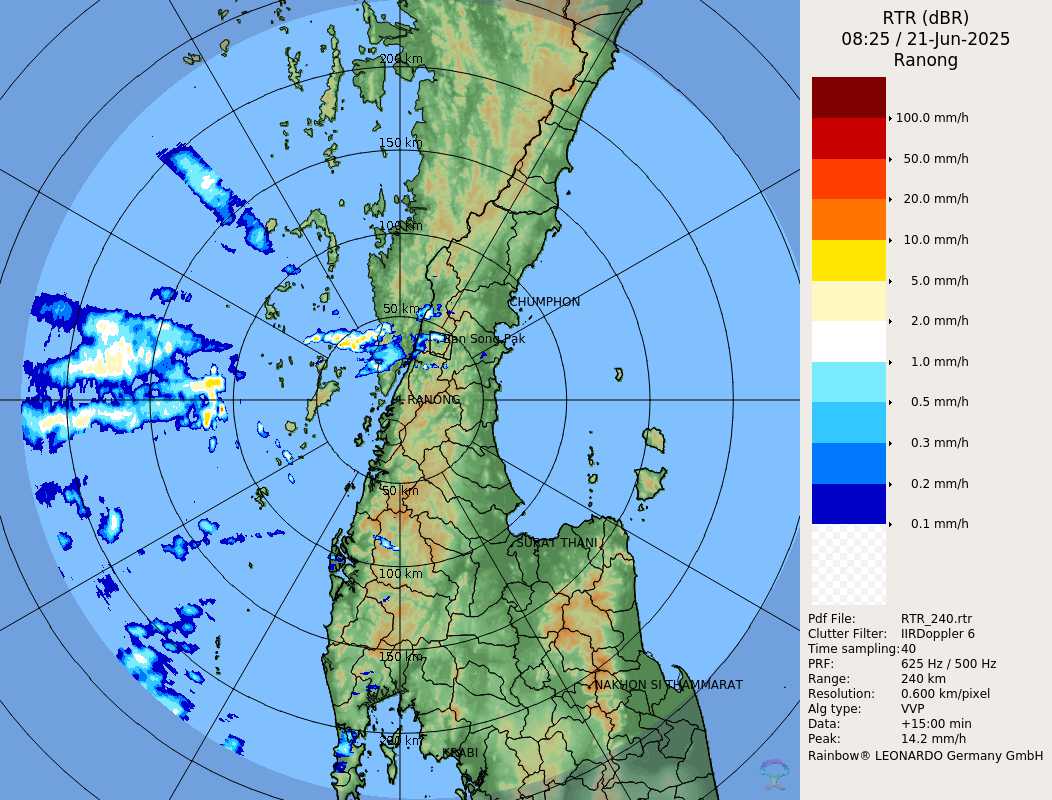 RTR (dBR)
08:25 / 21-Jun-2025
Ranong
200 km
150 km
100 km
50 km
CHUMPHON
Ban Song Pak
RANONG
50 km
SURAT THANI
100 km
150 km
NAKHON SI THAMMARAT
200 km
KRABI
100.0 mm/h
50.0 mm/h
20.0 mm/h
10.0 mm/h
5.0 mm/h
2.0 mm/h
1.0 mm/h
0.5 mm/h
0.3 mm/h
0.2 mm/h
0.1 mm/h
Pdf File: RTR_240.rtr
Clutter Filter: IIRDoppler 6
Time sampling: 40
PRF: 625 Hz / 500 Hz
Range: 240 km
Resolution: 0.600 km/pixel
Alg type: VVP
Data: +15:00 min
Peak: 14.2 mm/h
Rainbow® LEONARDO Germany GmbH